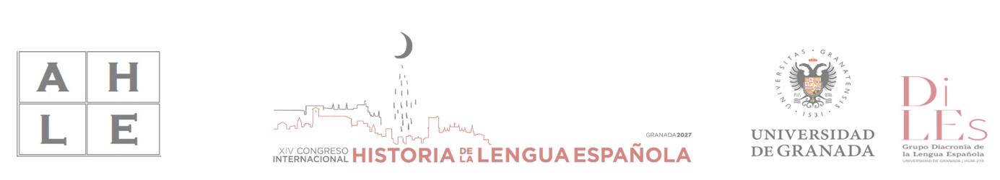 A H
L E
GRANADA2027
XIV CONGRESO INTERNACIONAL HISTORIA DE LA LENGUA ESPAÑOLA
UNIVERSITAS · GRANATENSIS · 1531 ·
PLUS ULTRA
UNIVERSIDAD
DE GRANADA
Di
LEs
Grupo Diacronía de
la Lengua Española
UNIVERSIDAD DE GRANADA / HUM-278